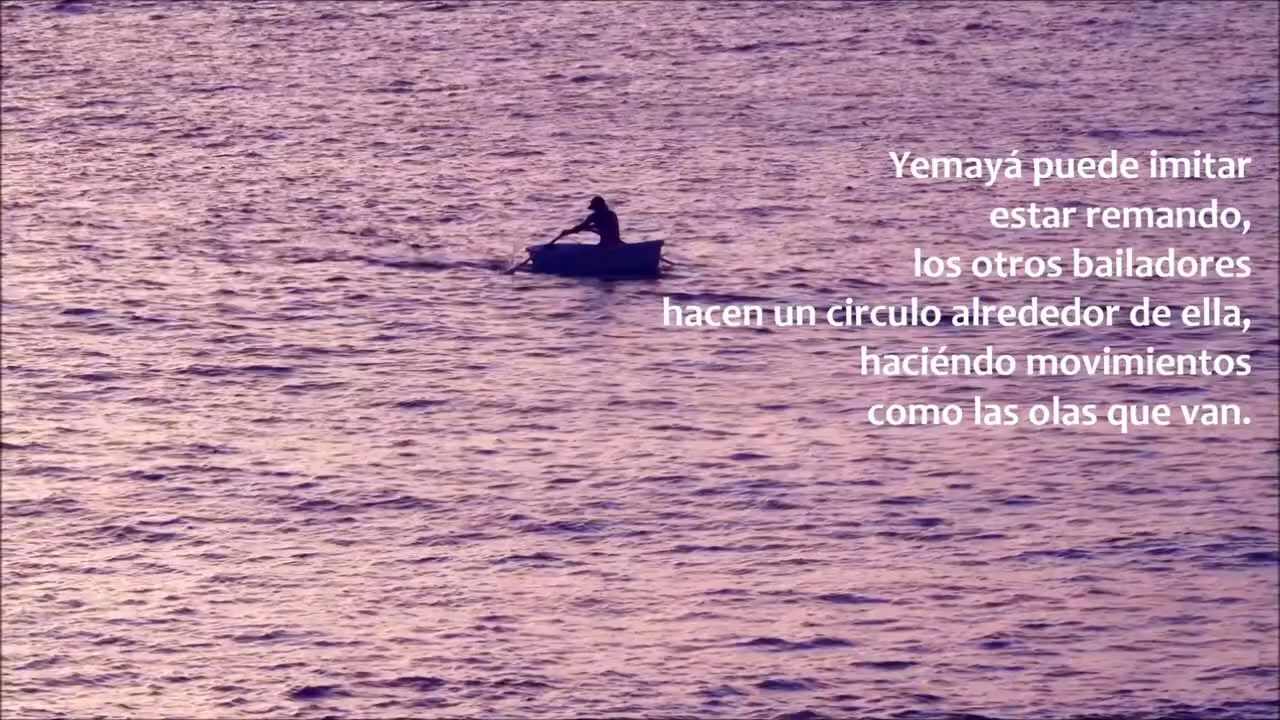 Yemayá puede imitar
estar remando,
los otros bailadores
hacen un circulo alrededor de ella,
haciéndo movimientos
como las olas que van.